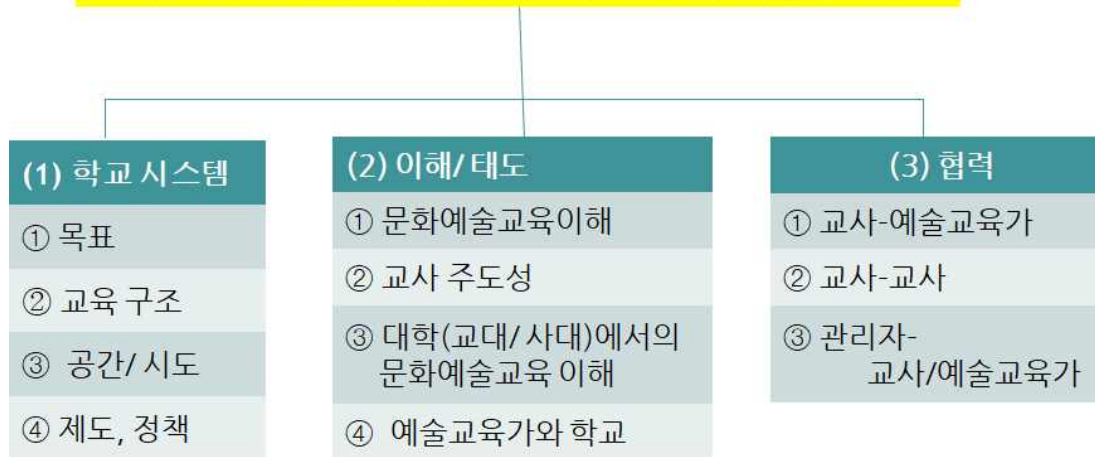 (1) 학교 시스템
① 목표
② 교육 구조
③ 공간/ 시도
④ 제도, 정책
(2) 이해/ 태도
① 문화예술교육이해
② 교사 주도성
③ 대학(교대/ 사대)에서의
문화예술교육 이해
④ 예술교육가와 학교
(3) 협력
① 교사-예술교육가
② 교사-교사
③ 관리자-
교사/예술교육가